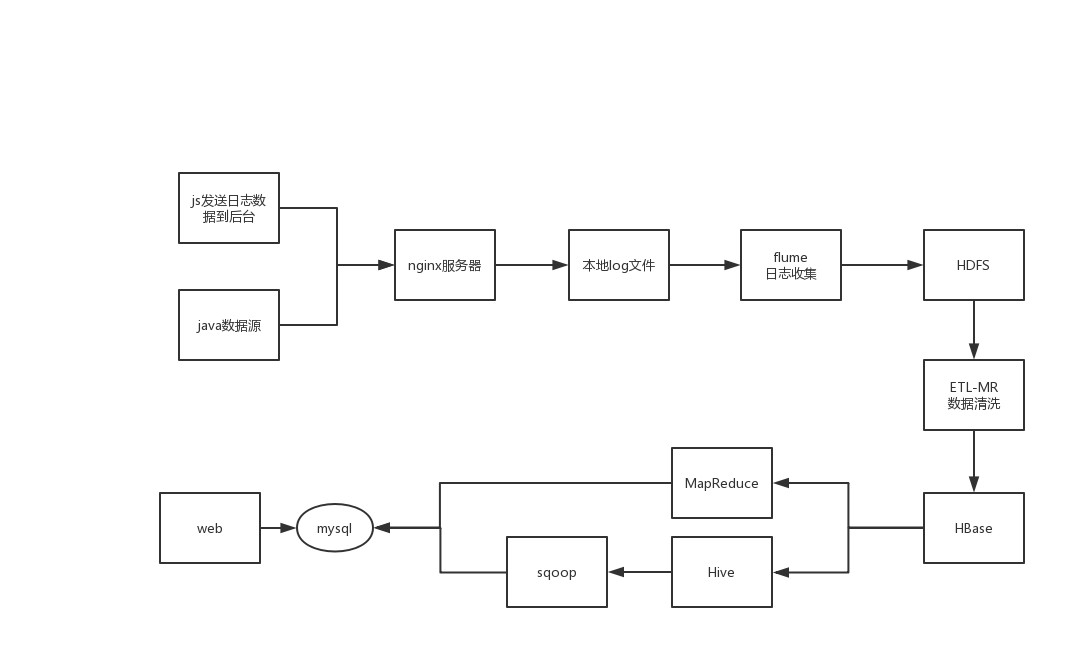 js发送日志数
据到后台
java数据源
nginx服务器
本地log文件
flume
日志收集
HDFS
ETL-MR
数据清洗
HBase
MapReduce
Hive
sqoop
mysql
web